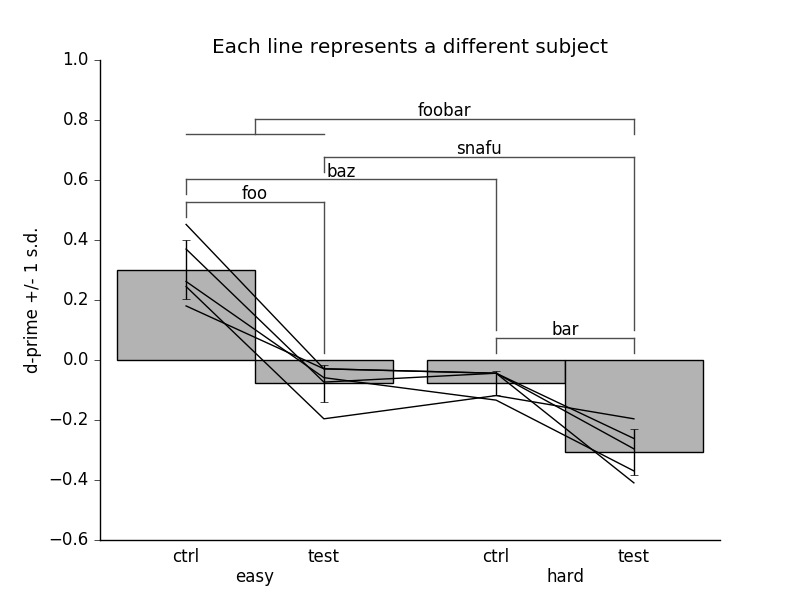 Each line represents a different subject
1.0
0.8
0.6
0.4
0.2
0.0
−0.2
−0.4
−0.6
d-prime +/- 1 s.d.
foobar
snafu
baz
foo
bar
ctrl test ctrl test
easy hard